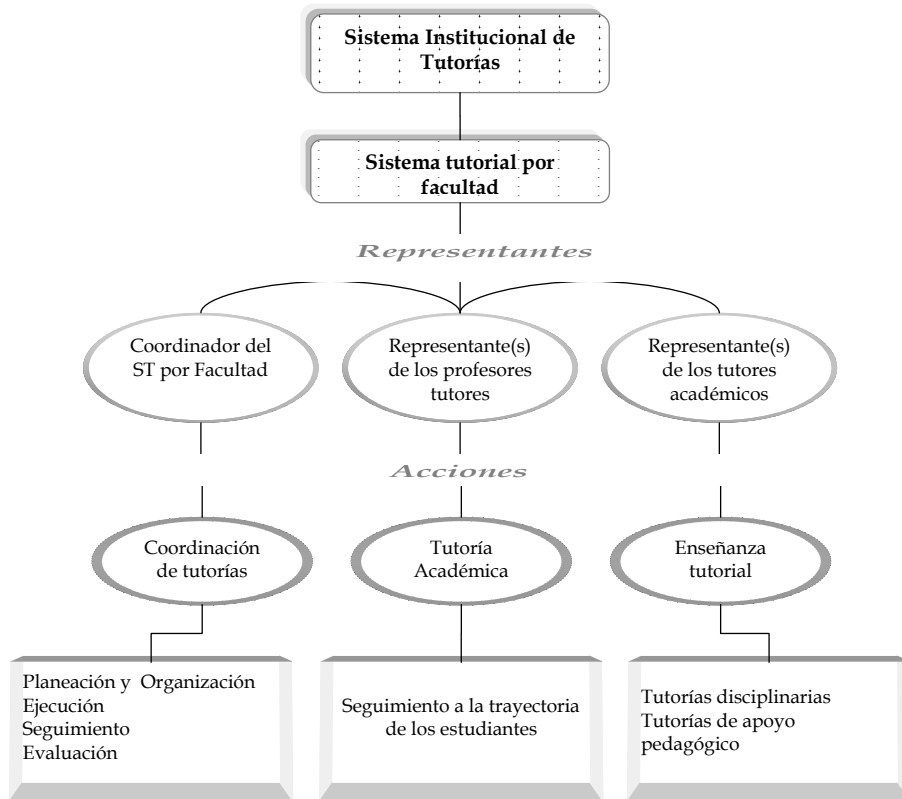 Sistema Institucional de
Tutorías
Sistema tutorial por
facultad
Representantes
Coordinador del
ST por Facultad
Representante(s)
de los profesores
tutores
Representante(s)
de los tutores
académicos
Acciones
Coordinación
de tutorías
Tutoría
Académica
Enseñanza
tutorial
Planeación y Organización
Ejecución
Seguimiento
Evaluación
Seguimiento a la trayectoria
de los estudiantes
Tutorías disciplinarias
Tutorías de apoyo
pedagógico